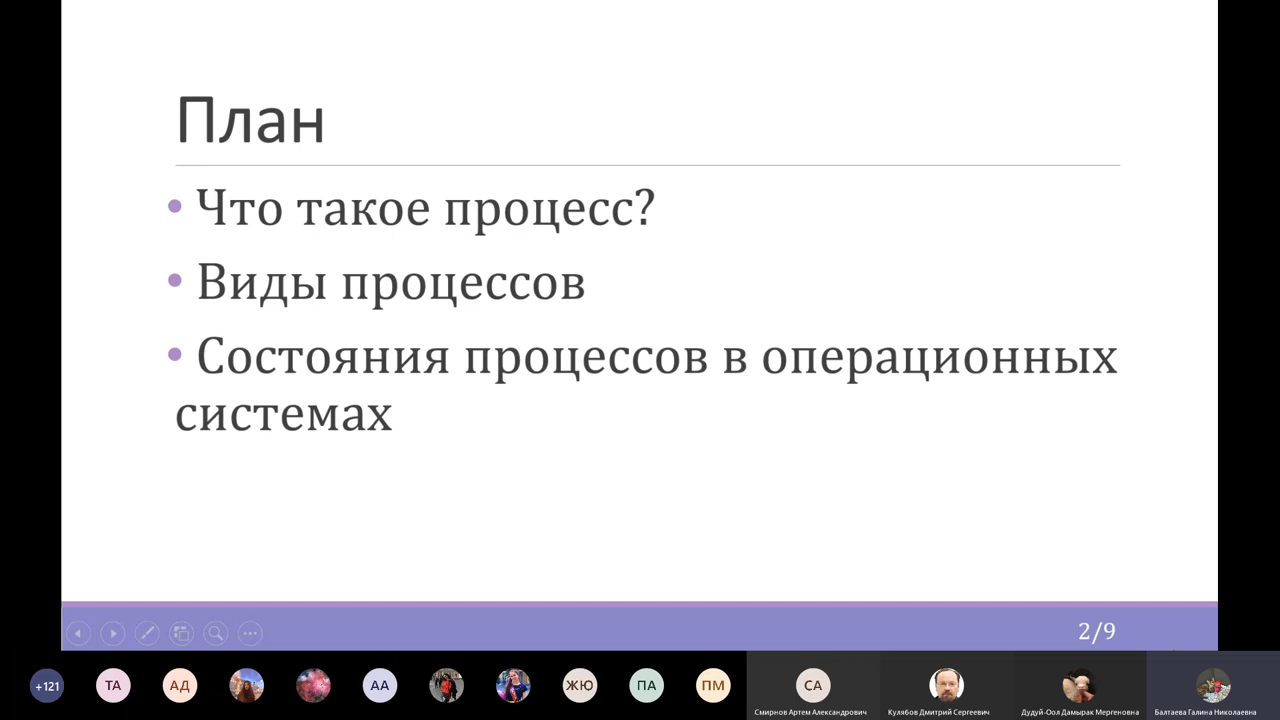 План
• Что такое процесс?
• Виды процессов
• Состояния процессов в операционных
системах
2/9
+121 ТА АД АА ЖЮ ПА ПМ СА
Смирнов Артем Александрович Кулябов Дмитрий Сергеевич Дудуй-Оол Дамырак Мергеновна Балтаева Галина Николаевна